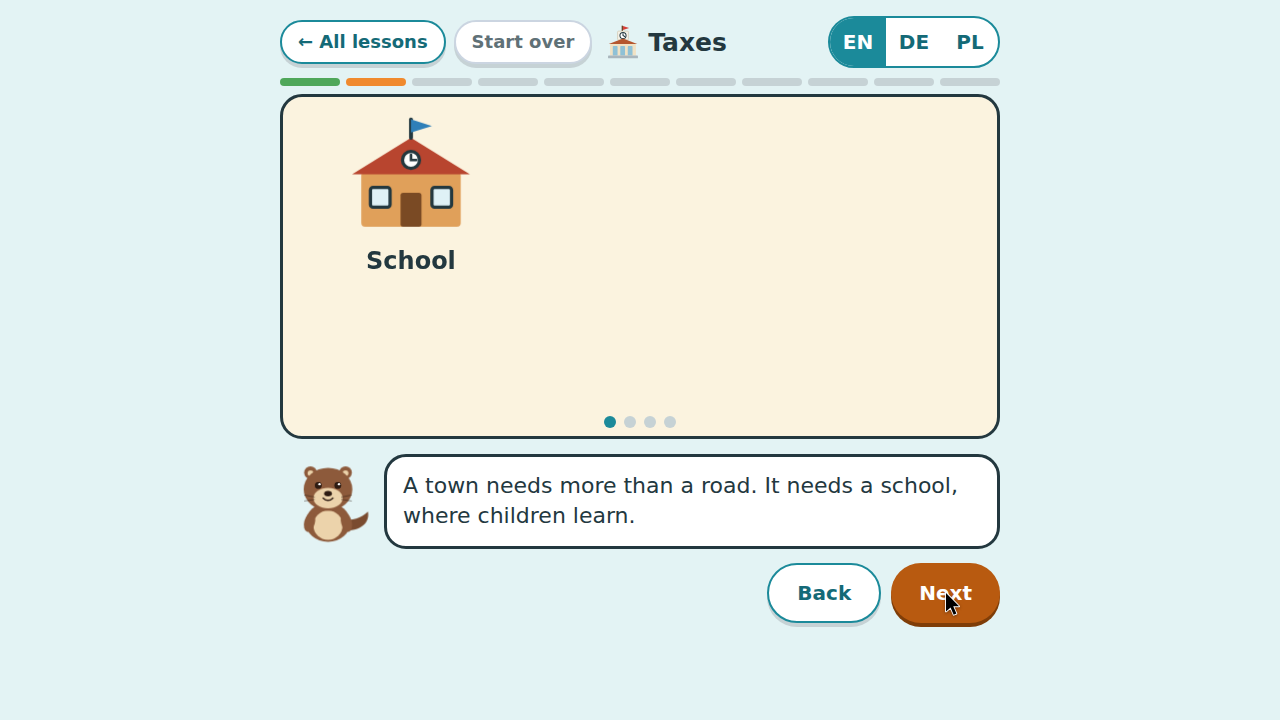 ← All lessons
Start over
Taxes
EN DE PL
School
A town needs more than a road. It needs a school,
where children learn.
Back
Next